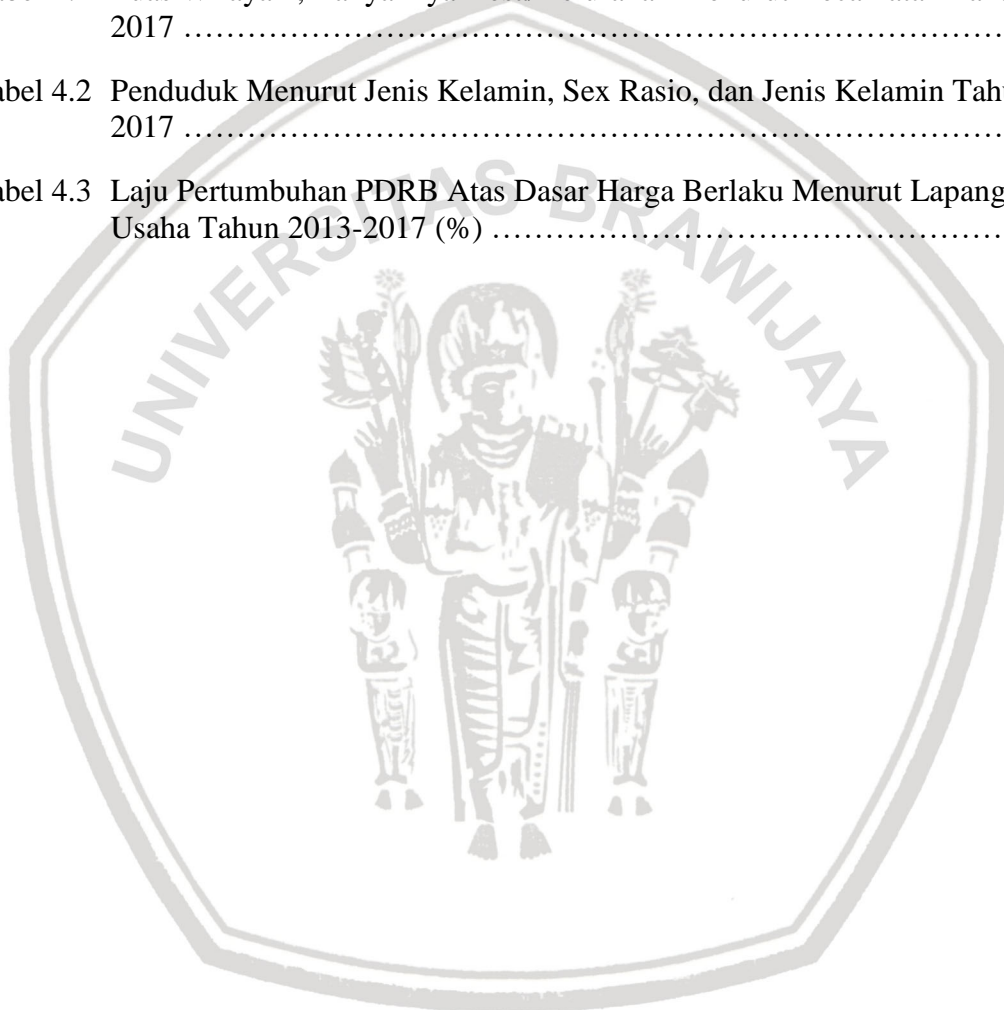 2017 ……………………………………………………………………
abel 4.2 Penduduk Menurut Jenis Kelamin, Sex Rasio, dan Jenis Kelamin Tah
2017 ……………………………………………………………………
abel 4.3 Laju Pertumbuhan PDRB Atas Dasar Harga Berlaku Menurut Lapang
Usaha Tahun 2013-2017 (%) …………………………………………
UNIVERSITAS BRAWIJAYA